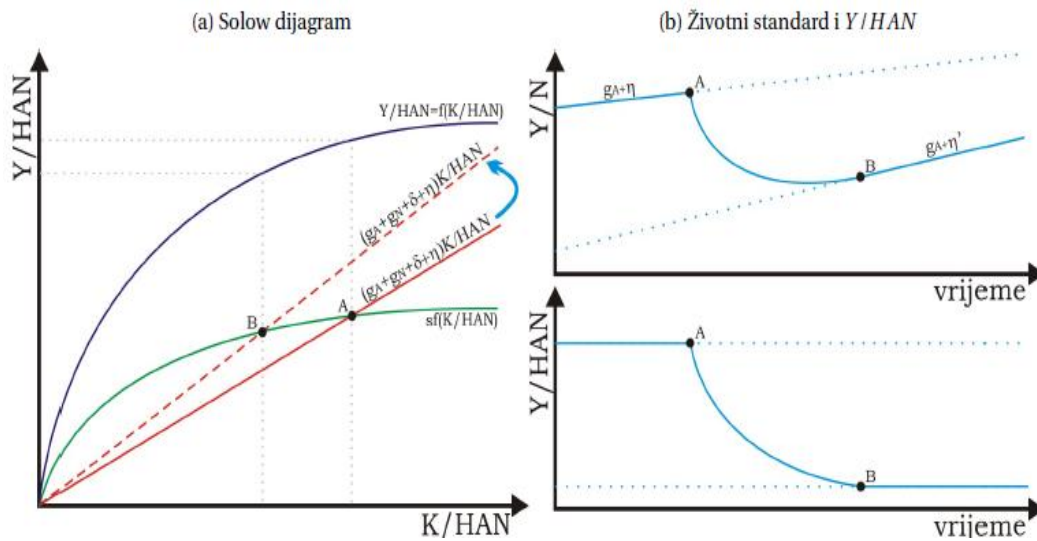 (a) Solow dijagram
Y/HAN
Y/HAN=f(K/HAN)
(gA+gN+δ+η)K/HAN
(gA+gN+δ+η)K/HAN
B
A
sf(K/HAN)
K/HAN
(b) Životni standard i Y/HAN
Y/N
gA+η
A
B
gA+η’
vrijeme
Y/HAN
A
B
vrijeme